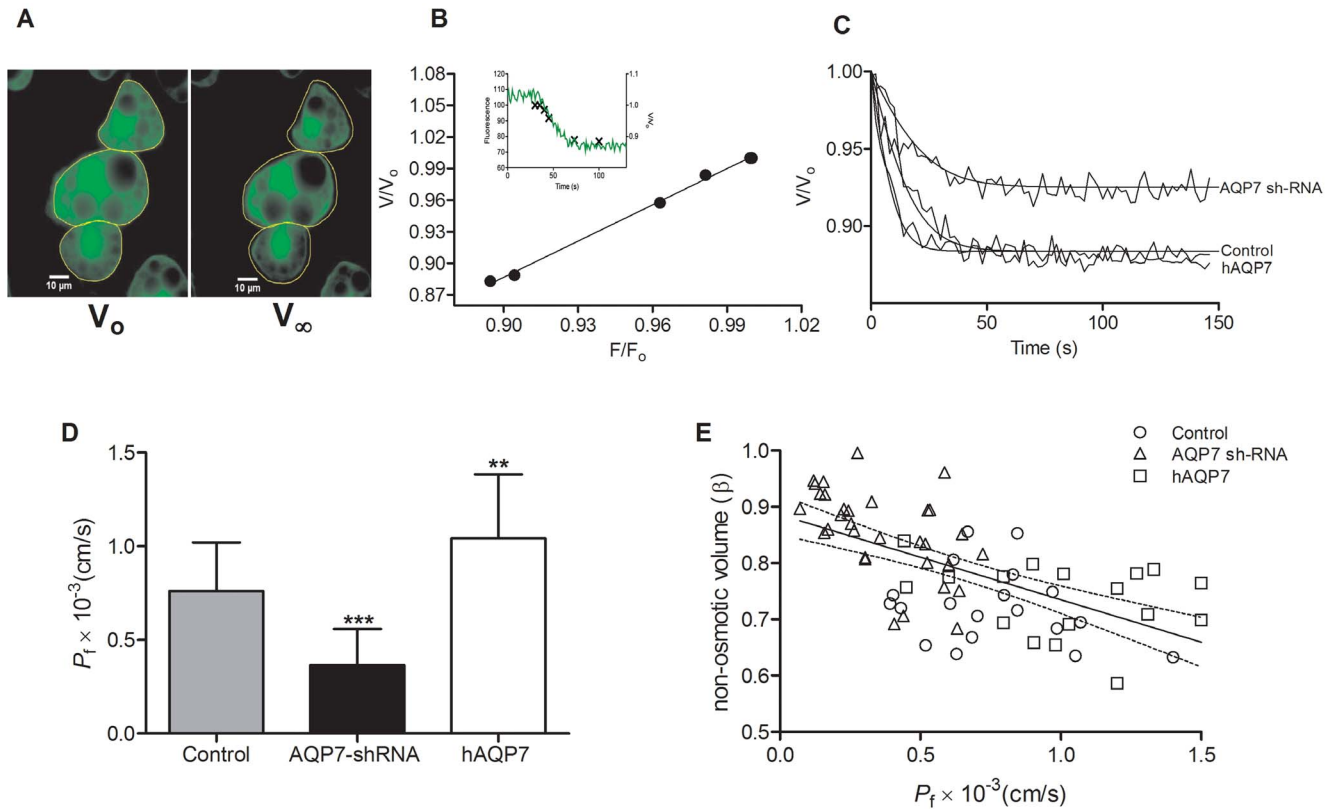 A
10 µm
10 µm
Vo
V∞
B
1.08
1.05
1.02
0.99
0.96
0.93
0.90
0.87
V/Vo
0.90 0.93 0.96 0.99 1.02
F/Fo
120
110
100
90
80
70
60
Fluorescence
1.1
1.0
0.9
V/Vo
0 50 100
Time (s)
C
1.00
0.95
0.90
V/Vo
AQP7 sh-RNA
Control
hAQP7
0 50 100 150
Time (s)
D
1.5
1.0
0.5
0.0
Pf × 10-3 (cm/s)
***
**
Control AQP7-shRNA hAQP7
E
Control
AQP7 sh-RNA
hAQP7
1.0
0.9
0.8
0.7
0.6
0.5
non-osmotic volume (β)
0.0 0.5 1.0 1.5
Pf × 10-3 (cm/s)